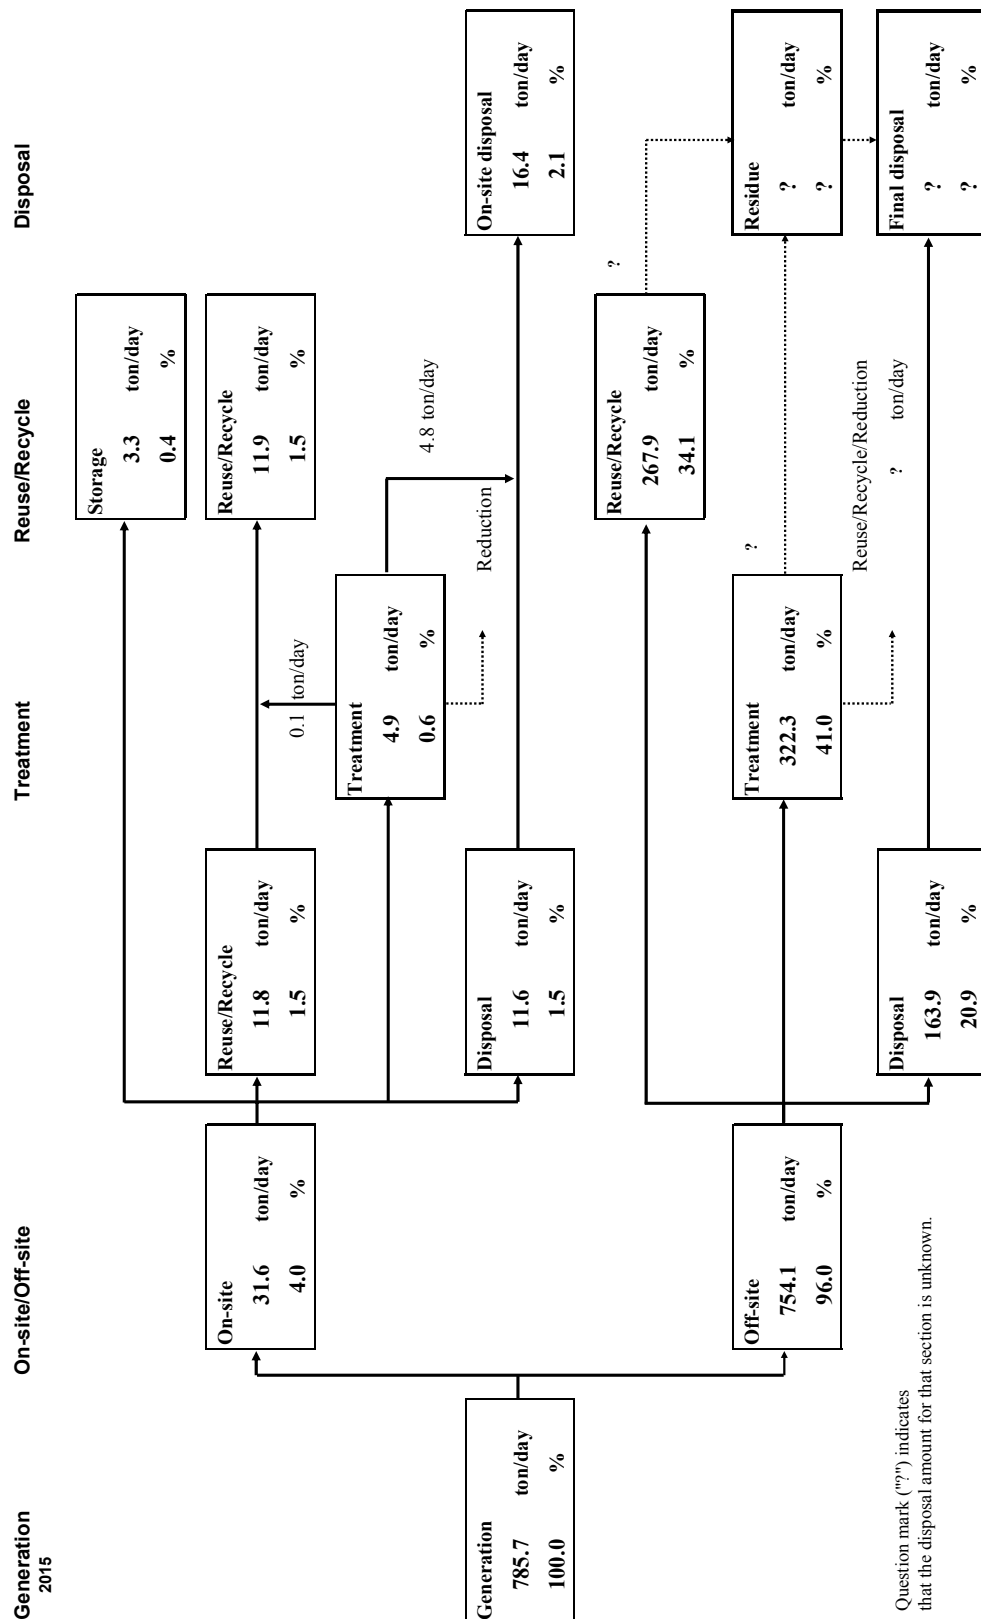 Generation
2015
On-site/Off-site
Treatment
Reuse/Recycle
Disposal
Generation
785.7 ton/day
100.0 %
On-site
31.6 ton/day
4.0 %
Off-site
754.1 ton/day
96.0 %
Reuse/Recycle
11.8 ton/day
1.5 %
Disposal
11.6 ton/day
1.5 %
Disposal
163.9 ton/day
20.9 %
0.1 ton/day
Treatment
4.9 ton/day
0.6 %
Treatment
322.3 ton/day
41.0 %
Storage
3.3 ton/day
0.4 %
Reuse/Recycle
11.9 ton/day
1.5 %
4.8 ton/day
Reduction
Reuse/Recycle
267.9 ton/day
34.1 %
?
?
Reuse/Recycle/Reduction
? ton/day
On-site disposal
16.4 ton/day
2.1 %
Residue
? ton/day
? %
Final disposal
? ton/day
? %
Question mark ("?") indicates
that the disposal amount for that section is unknown.